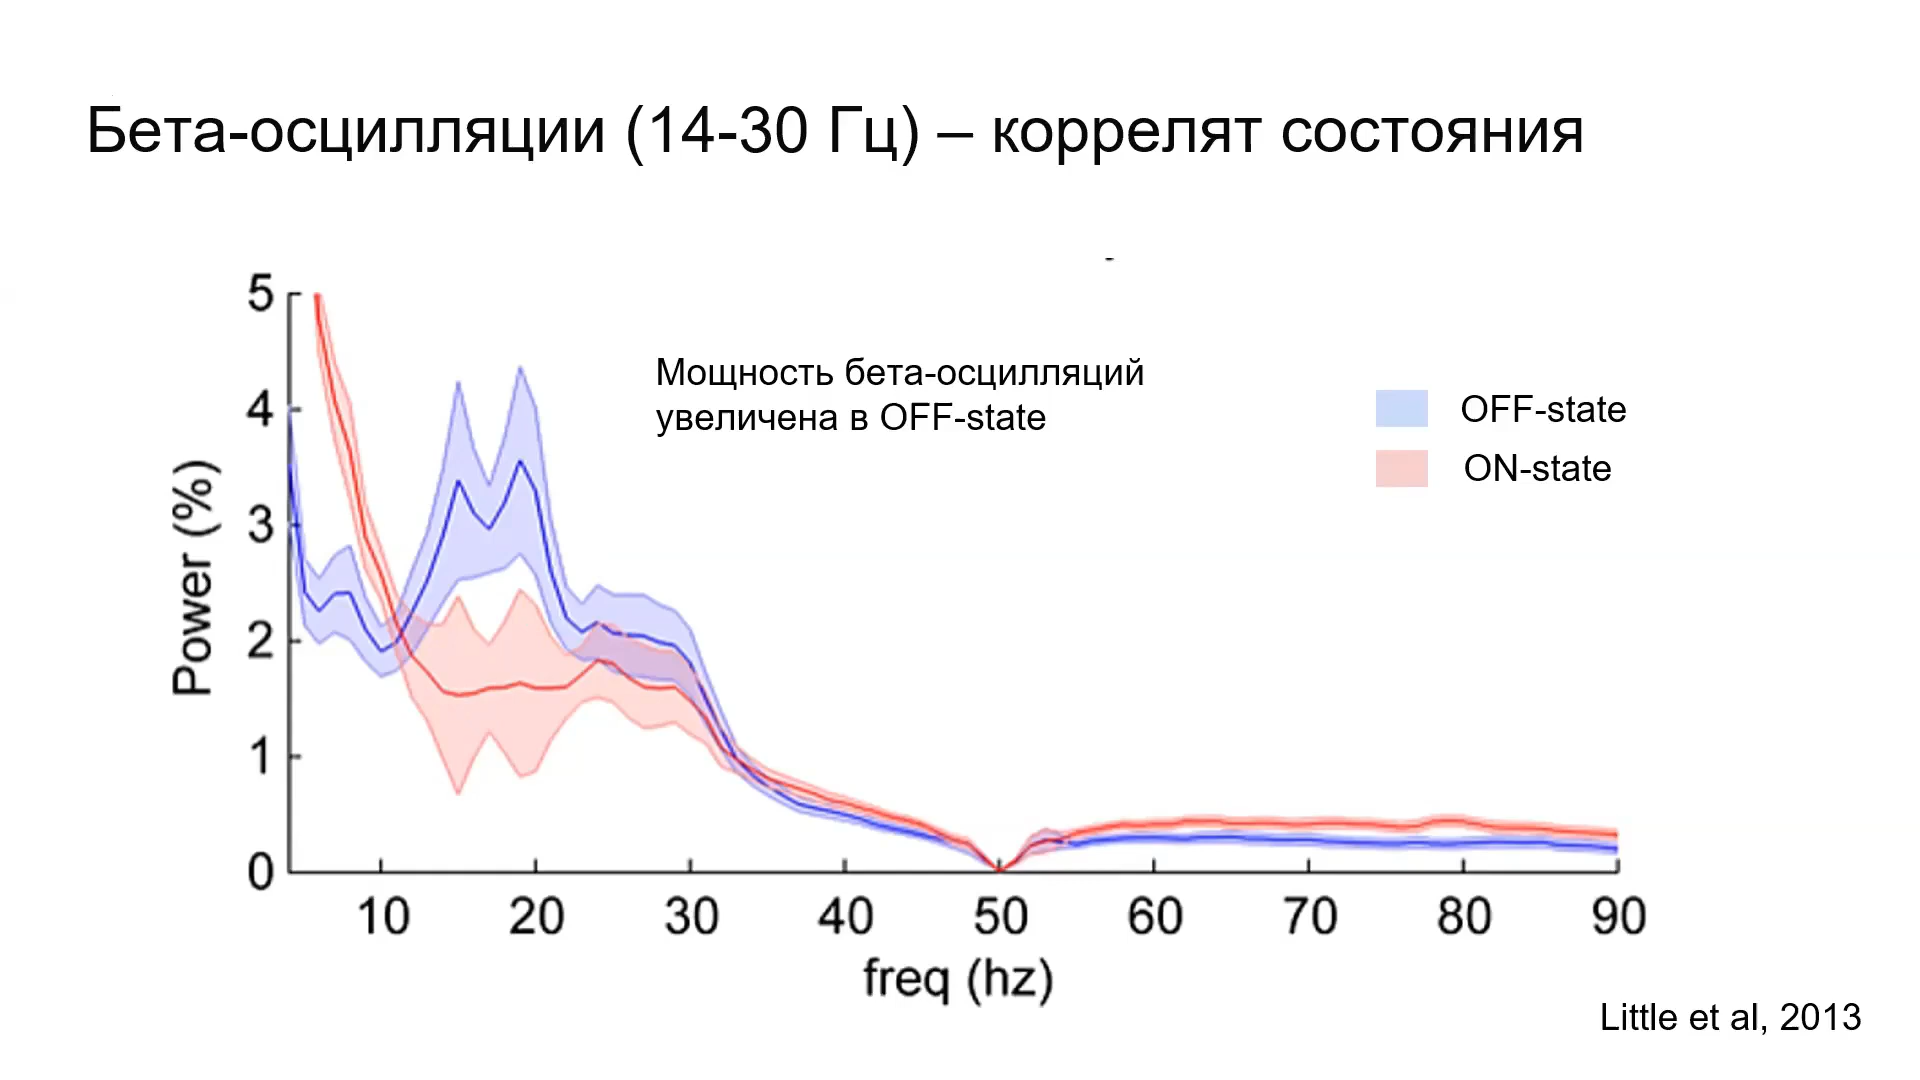 Бета-осцилляции (14-30 Гц) – коррелят состояния
Мощность бета-осцилляций
увеличена в OFF-state
OFF-state
ON-state
Power (%)
5
4
3
2
1
0
10 20 30 40 50 60 70 80 90
freq (hz)
Little et al, 2013